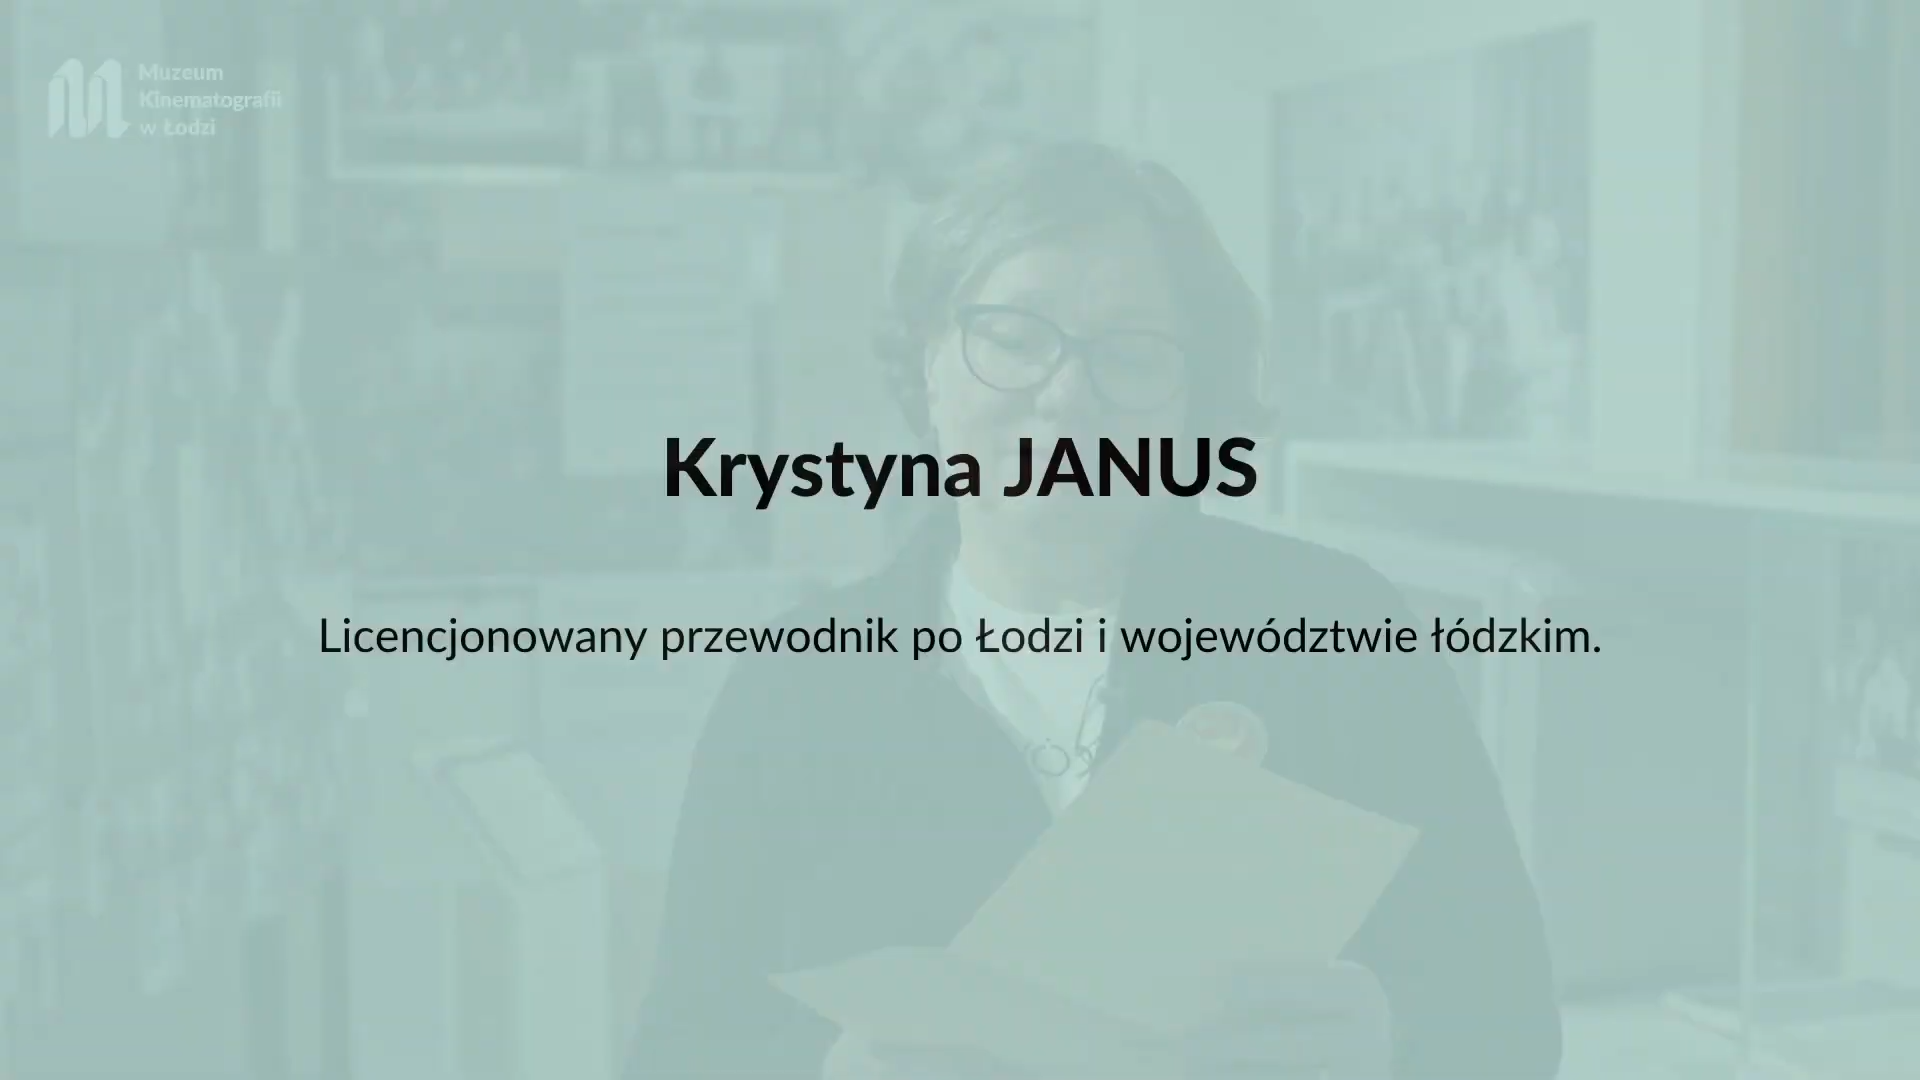 Muzeum
Kinematografii
w Łodzi
Krystyna JANUS
Licencjonowany przewodnik po Łodzi i województwie łódzkim.